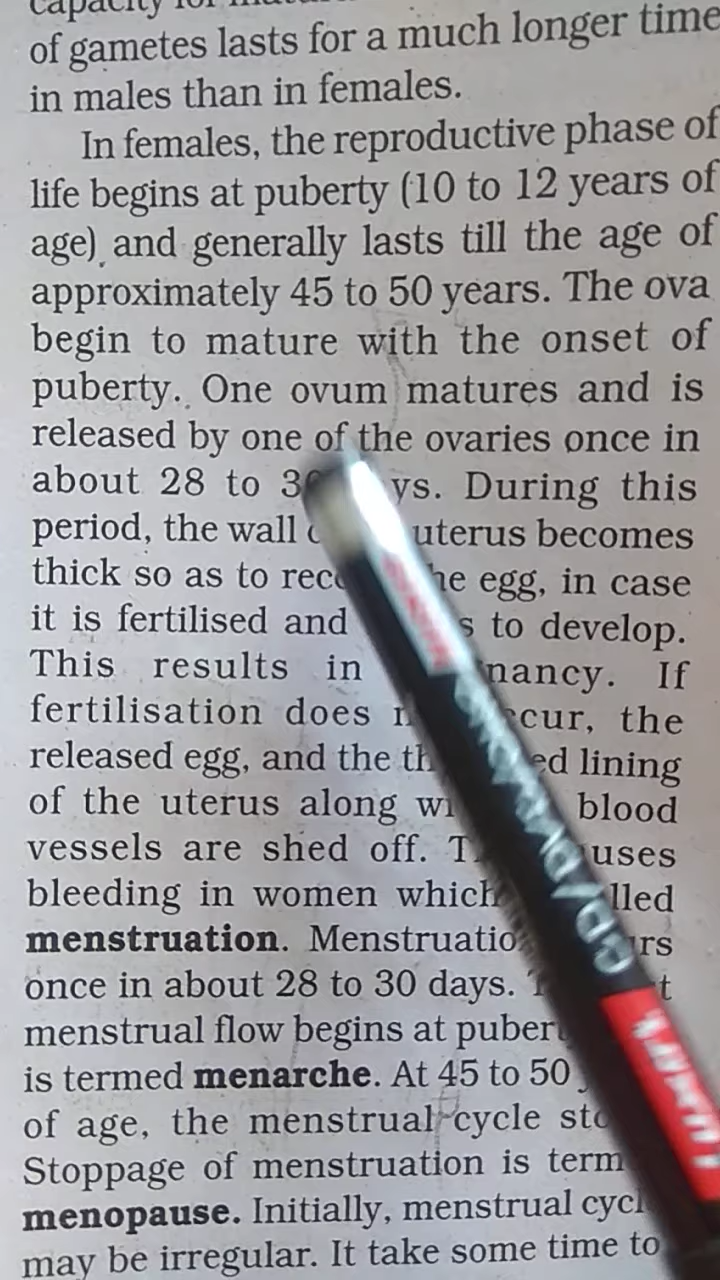 of gametes lasts for a much longer time
in males than in females.
In females, the reproductive phase of
life begins at puberty (10 to 12 years of
age) and generally lasts till the age of
approximately 45 to 50 years. The ova
begin to mature with the onset of
puberty. One ovum matures and is
released by one of the ovaries once in
about 28 to ys. During this
period, the wall uterus becomes
thick so as to egg, in case
it is fertilised and to develop.
This results in nancy. If
fertilisation does cur, the
released egg, and the ed lining
of the uterus along blood
vessels are shed off. uses
bleeding in women which lled
menstruation. Menstruatio rs
once in about 28 to 30 days. t
menstrual flow begins at puber
is termed menarche. At 45 to 50
of age, the menstrual cycle sto
Stoppage of menstruation is term
menopause. Initially, menstrual cycl
may be irregular. It take some time to
CD/DVD/OHP